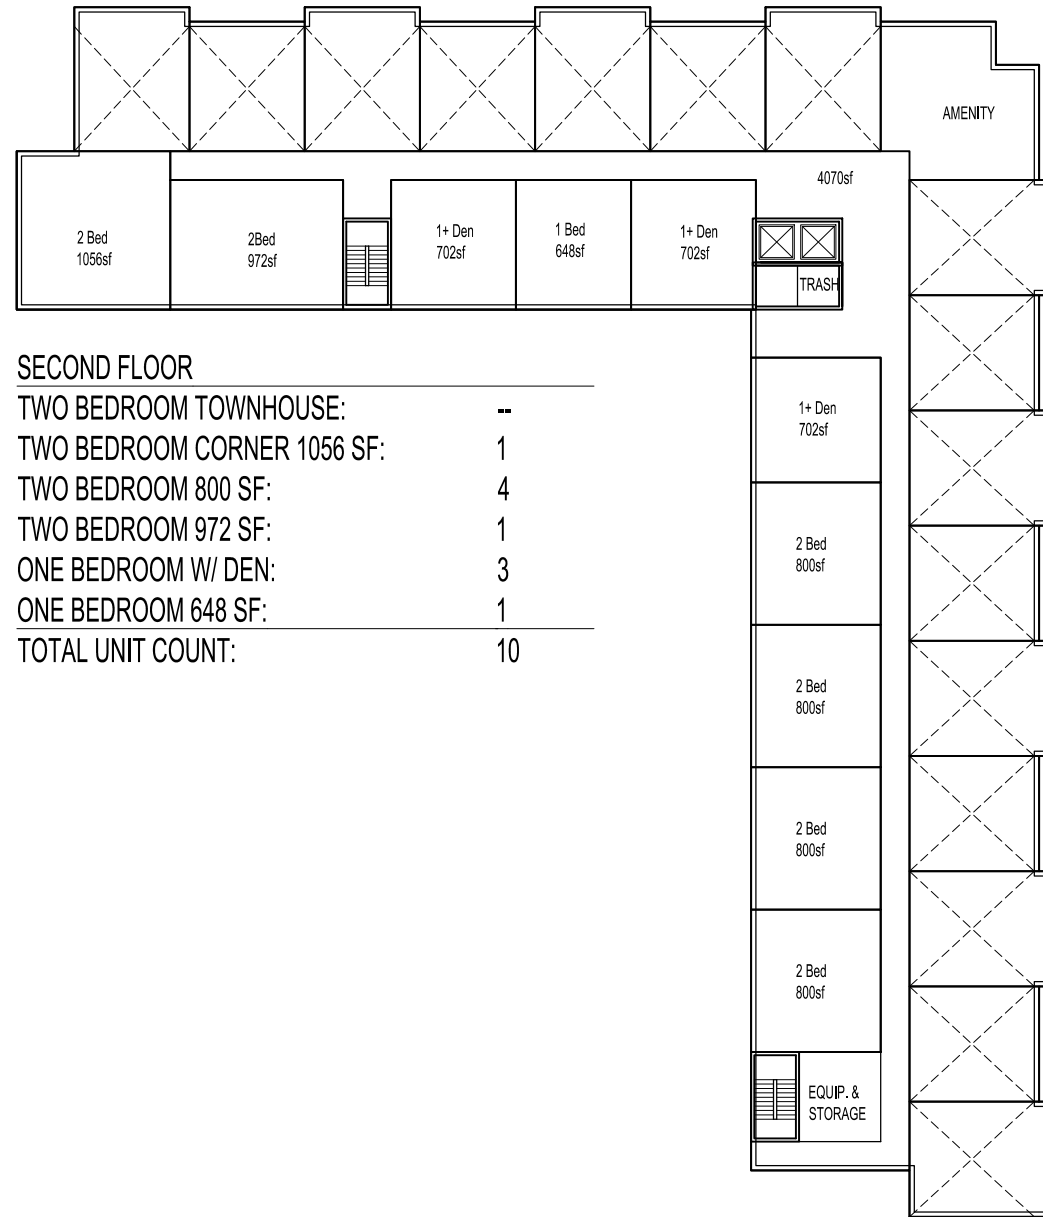 AMENITY
4070sf
2 Bed
1056sf
2Bed
972sf
1+ Den
702sf
1 Bed
648sf
1+ Den
702sf
TRASH
SECOND FLOOR
TWO BEDROOM TOWNHOUSE: --
TWO BEDROOM CORNER 1056 SF: 1
TWO BEDROOM 800 SF: 4
TWO BEDROOM 972 SF: 1
ONE BEDROOM W/ DEN: 3
ONE BEDROOM 648 SF: 1
TOTAL UNIT COUNT: 10
1+ Den
702sf
2 Bed
800sf
2 Bed
800sf
2 Bed
800sf
2 Bed
800sf
EQUIP. &
STORAGE